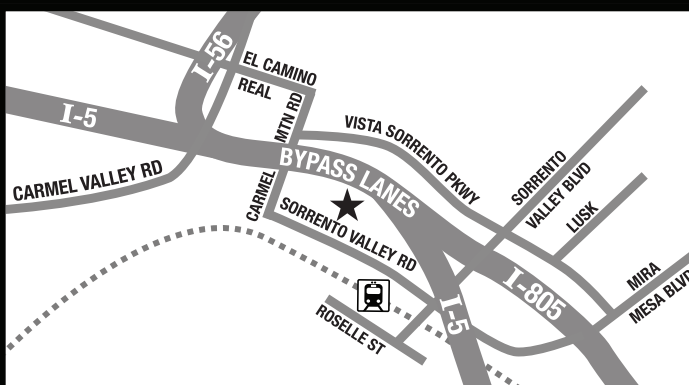 I-56
EL CAMINO
REAL
I-5
MTN RD
VISTA SORRENTO PKWY
BYPASS LANES
SORRENTO
VALLEY BLVD
CARMEL VALLEY RD
CARMEL
SORRENTO VALLEY RD
LUSK
MIRA
MESA BLVD
I-805
I-5
ROSELLE ST